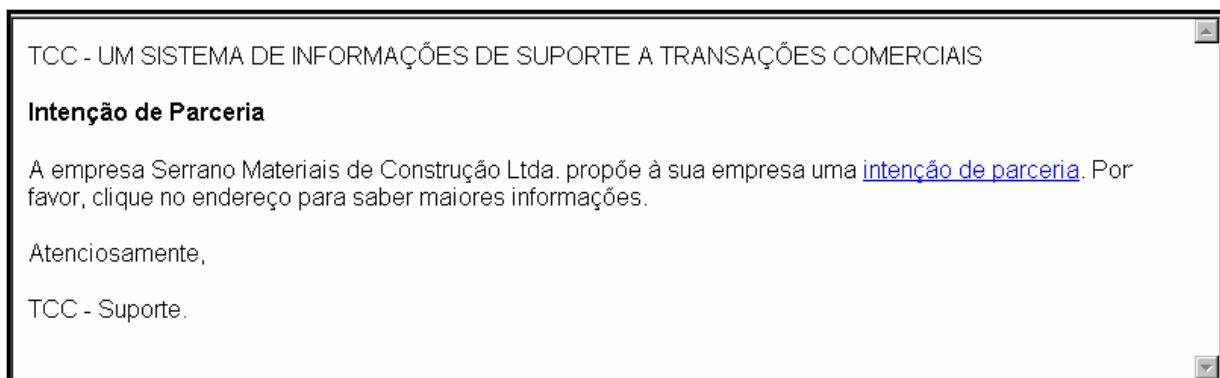 TCC - UM SISTEMA DE INFORMAÇÕES DE SUPORTE A TRANSAÇÕES COMERCIAIS
Intenção de Parceria
A empresa Serrano Materiais de Construção Ltda. propõe à sua empresa uma intenção de parceria. Por
favor, clique no endereço para saber maiores informações.
Atenciosamente,
TCC - Suporte.